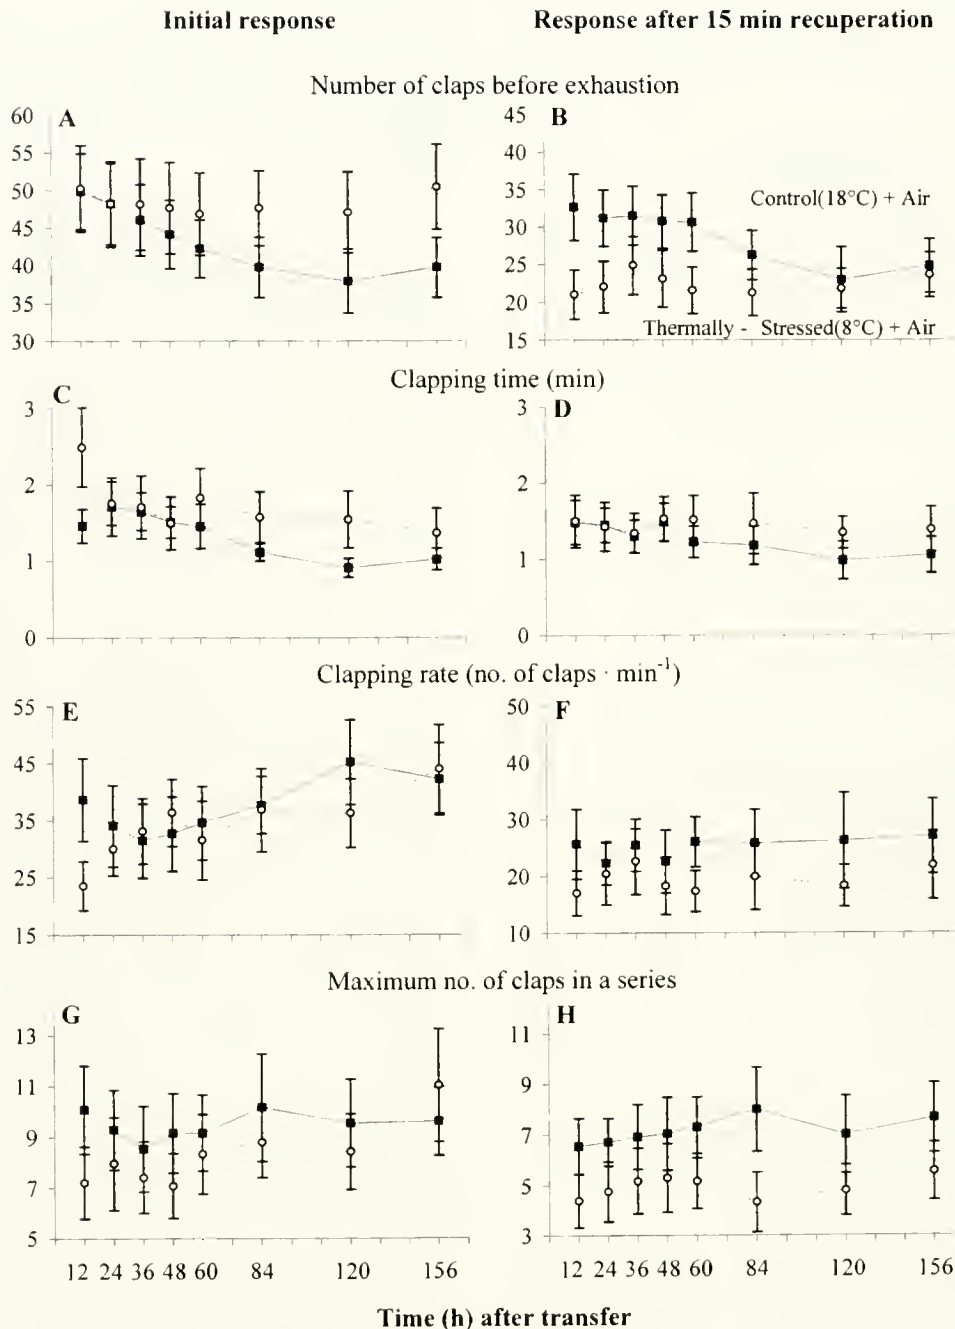 Initial response Response after 15 min recuperation
Number of claps before exhaustion
A
60
55
50
45
40
35
30
B
45
40
35
30
25
20
15
Control(18°C) + Air
Thermally - Stressed(8°C) + Air
Clapping time (min)
C
3
2
1
0
D
3
2
1
0
Clapping rate (no. of claps · min⁻¹)
E
55
45
35
25
15
F
50
40
30
20
10
Maximum no. of claps in a series
G
13
11
9
7
5
H
11
9
7
5
3
12 24 36 48 60 84 120 156
12 24 36 48 60 84 120 156
Time (h) after transfer